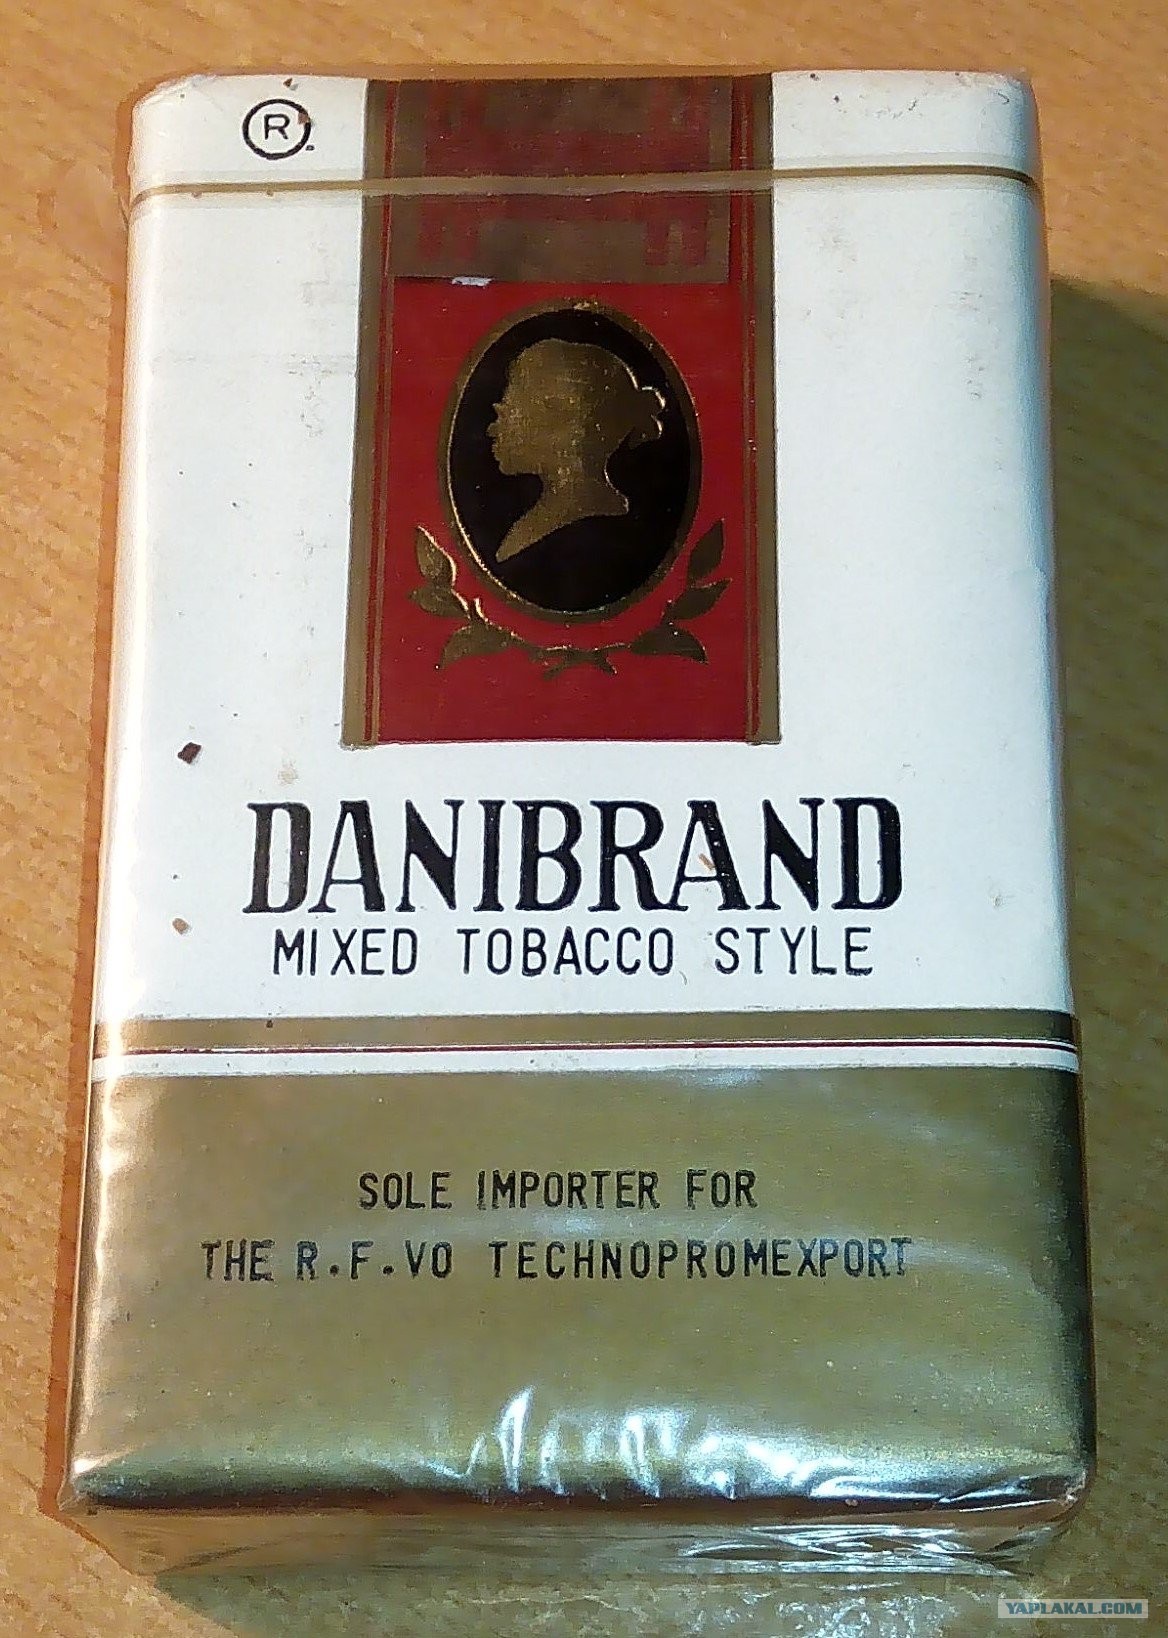 R
DANIBRAND
MIXED TOBACCO STYLE
SOLE IMPORTER FOR
THE R.F.VO TECHNOPROMEXPORT
YAPLAKAL.COM